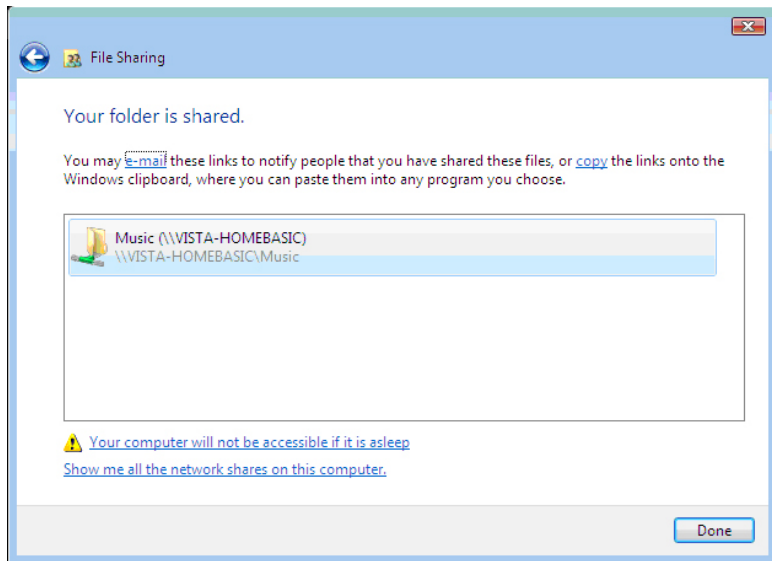 File Sharing
Your folder is shared.
You may e-mail these links to notify people that you have shared these files, or copy the links onto the
Windows clipboard, where you can paste them into any program you choose.
Music (\\VISTA-HOMEBASIC)
\\VISTA-HOMEBASIC\Music
Your computer will not be accessible if it is asleep
Show me all the network shares on this computer.
Done